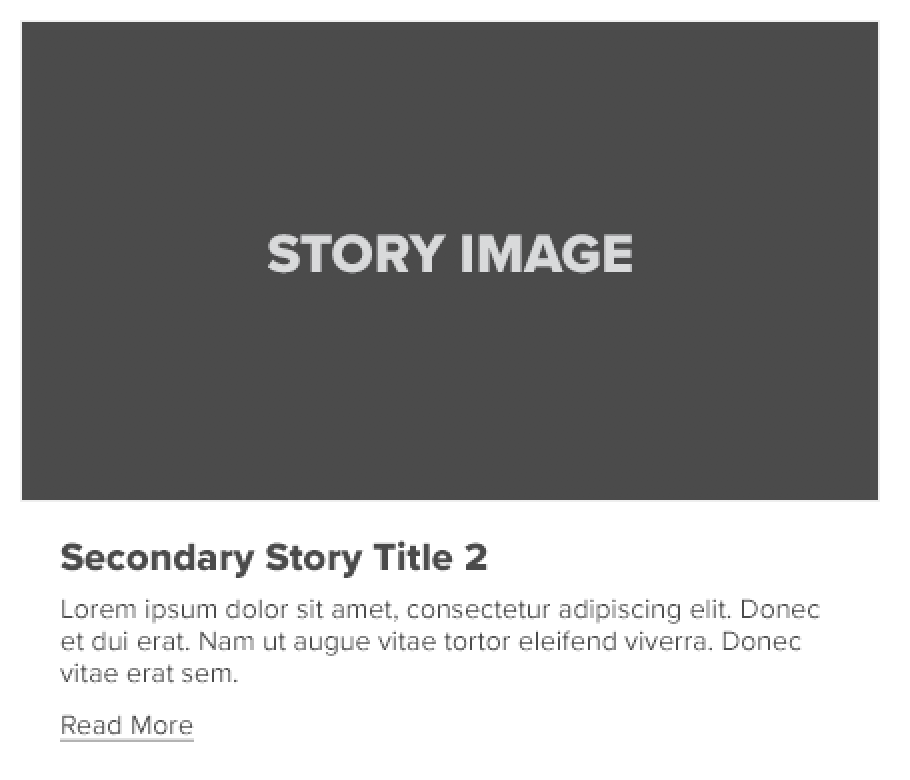 STORY IMAGE
Secondary Story Title 2
Lorem ipsum dolor sit amet, consectetur adipiscing elit. Donec
et dui erat. Nam ut augue vitae tortor eleifend viverra. Donec
vitae erat sem.
Read More